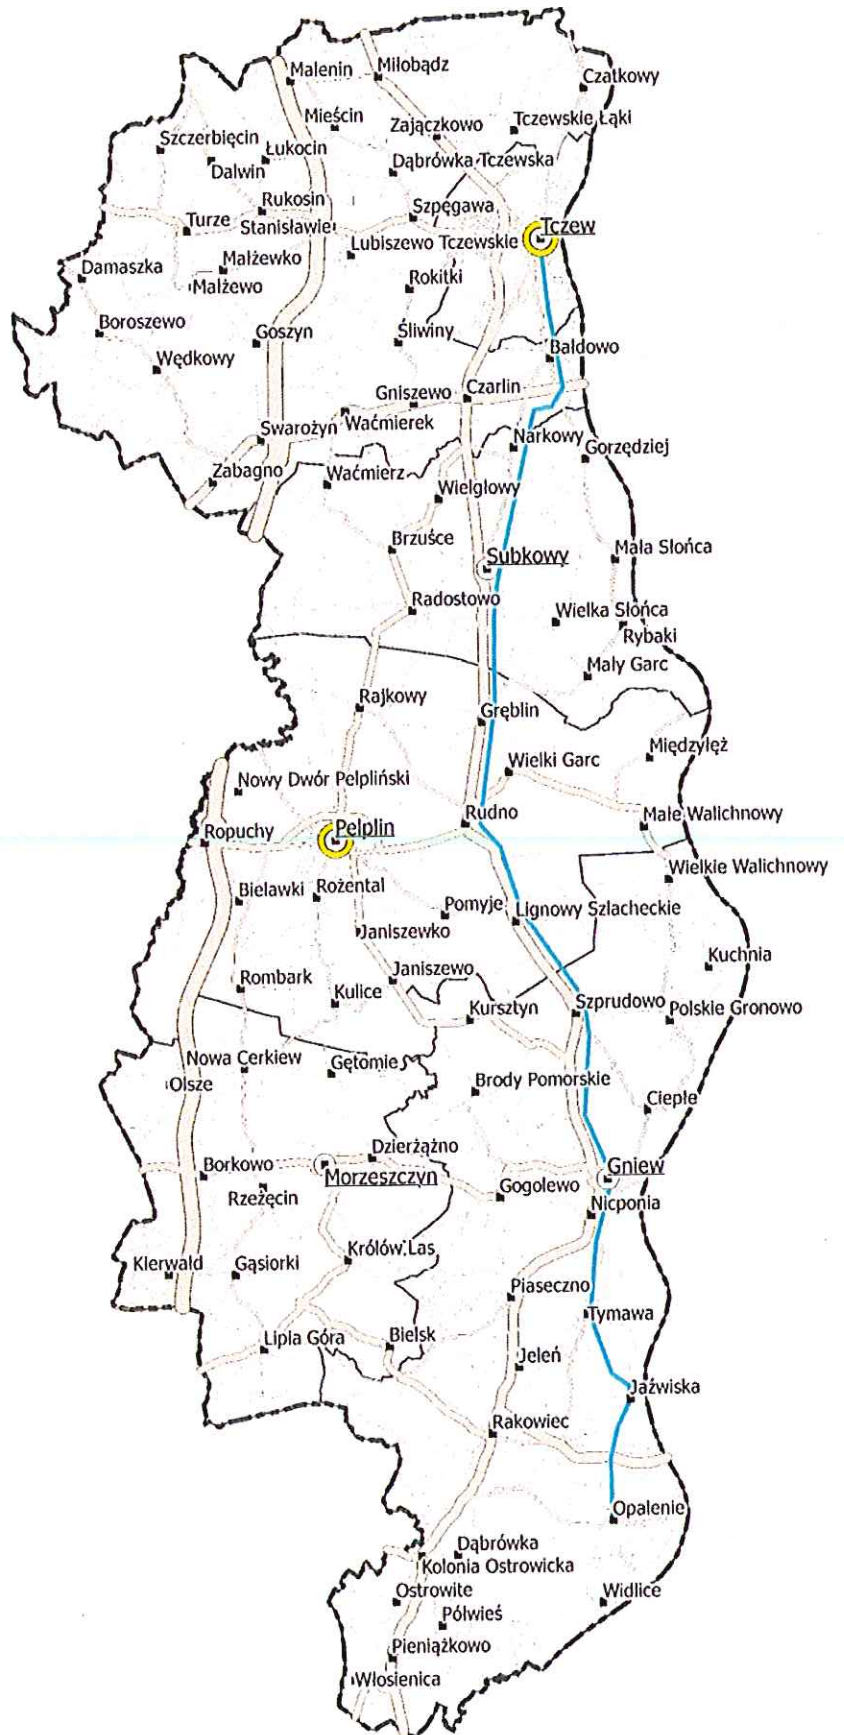 Malenin
Miłobądz
Czatkowy
Mieścin
Zajączkowo
Tczewskie Łąki
Szczerbięcin
Łukocin
Dalwin
Dąbrówka Tczewska
Rukosin
Szpęgawa
Turze
Stanisławie
Tczew
Lubiszewo Tczewskie
Małżewko
Damaszka
Małżewo
Rokitki
Boroszewo
Goszyn
Śliwiny
Wędkowy
Bałdowo
Gniszewo
Czarlin
Swarożyn
Waćmierek
Narkowy
Gorzędziej
Zabagno
Waćmierz
Wielgłowy
Brzuśce
Subkowy
Mała Słońca
Radostowo
Wielka Słońca
Rybaki
Mały Garc
Rajkowy
Gręblin
Międzyłęż
Nowy Dwór Pelpliński
Wielki Garc
Ropuchy
Pelplin
Rudno
Małe Walichnowy
Wielkie Walichnowy
Bielawki
Rożental
Pomyje
Lignowy Szlacheckie
Janiszewko
Kuchnia
Rombark
Janiszewo
Kulice
Kursztyn
Szprudowo
Polskie Gronowo
Nowa Cerkiew
Gętomie
Olsze
Brody Pomorskie
Ciepłe
Borkowo
Dzierżążno
Morzeszczyn
Gniew
Rzeżęcin
Gogolewo
Nicponia
Klerwałd
Gąsiorki
Królów.Las
Piaseczno
Tymawa
Lipla Góra
Bielsk
Jeleń
Jaźwiska
Rakowiec
Opalenie
Dąbrówka
Kolonia Ostrowicka
Ostrowite
Widlice
Półwieś
Pieniążkowo
Włosienica